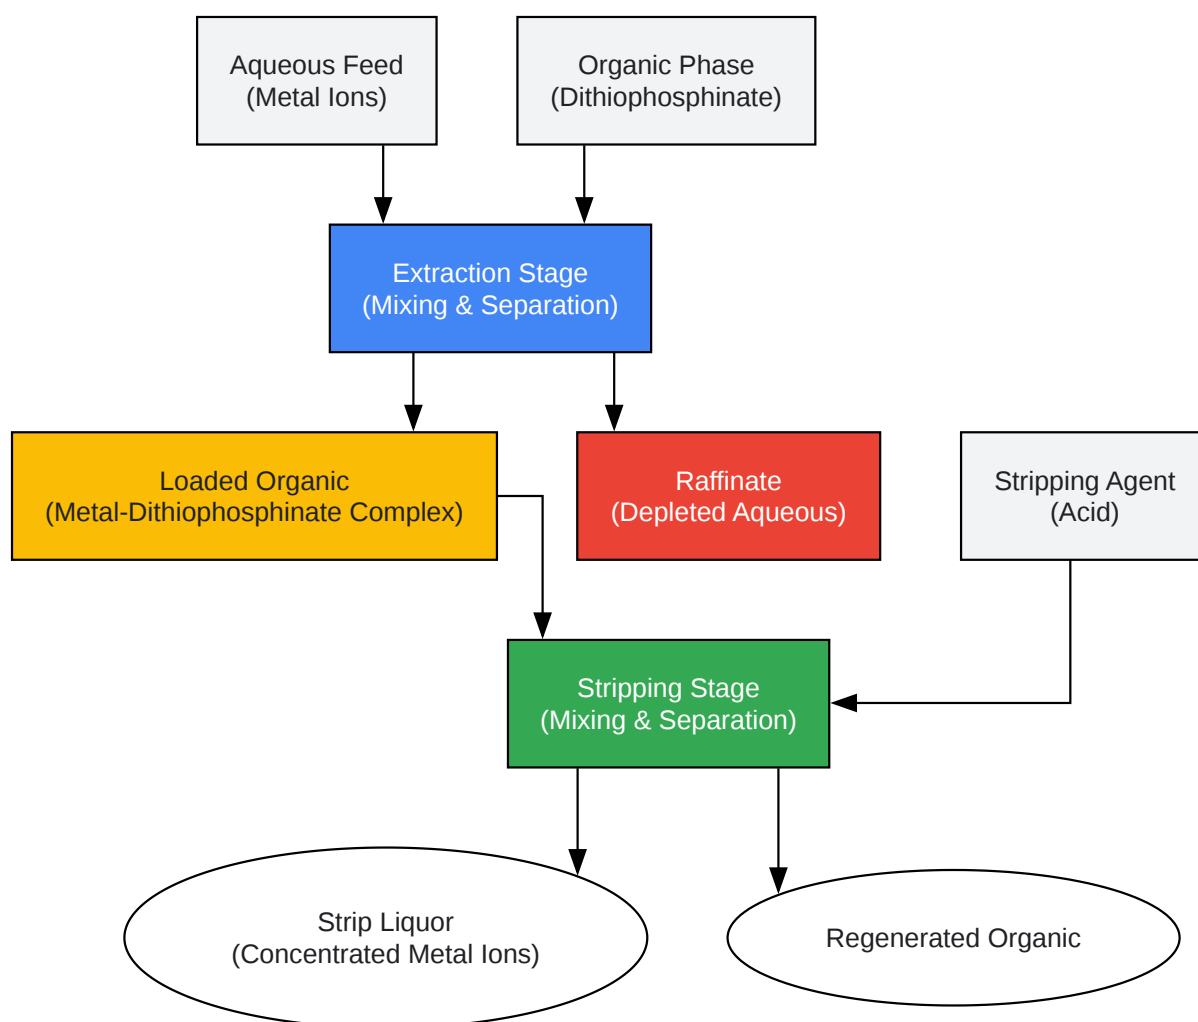 Aqueous Feed
(Metal Ions)
Organic Phase
(Dithiophosphinate)
Extraction Stage
(Mixing & Separation)
Loaded Organic
(Metal-Dithiophosphinate Complex)
Raffinate
(Depleted Aqueous)
Stripping Agent
(Acid)
Stripping Stage
(Mixing & Separation)
Strip Liquor
(Concentrated Metal Ions)
Regenerated Organic